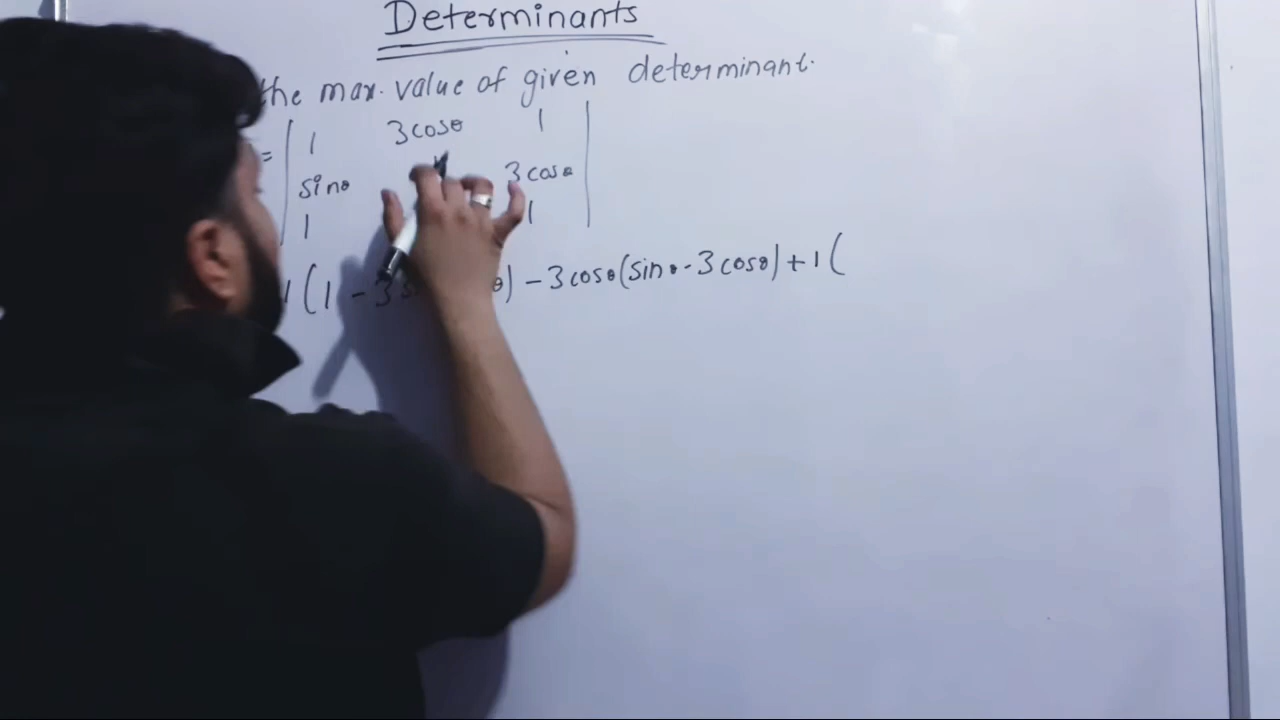 Determinants
the max. value of given determinant.
= | 1 3cosθ 1 |
| sinθ 3cosθ |
| 1 1 |
1 ( 1 - 3 θ) - 3cosθ(sinθ - 3cosθ) + 1 (